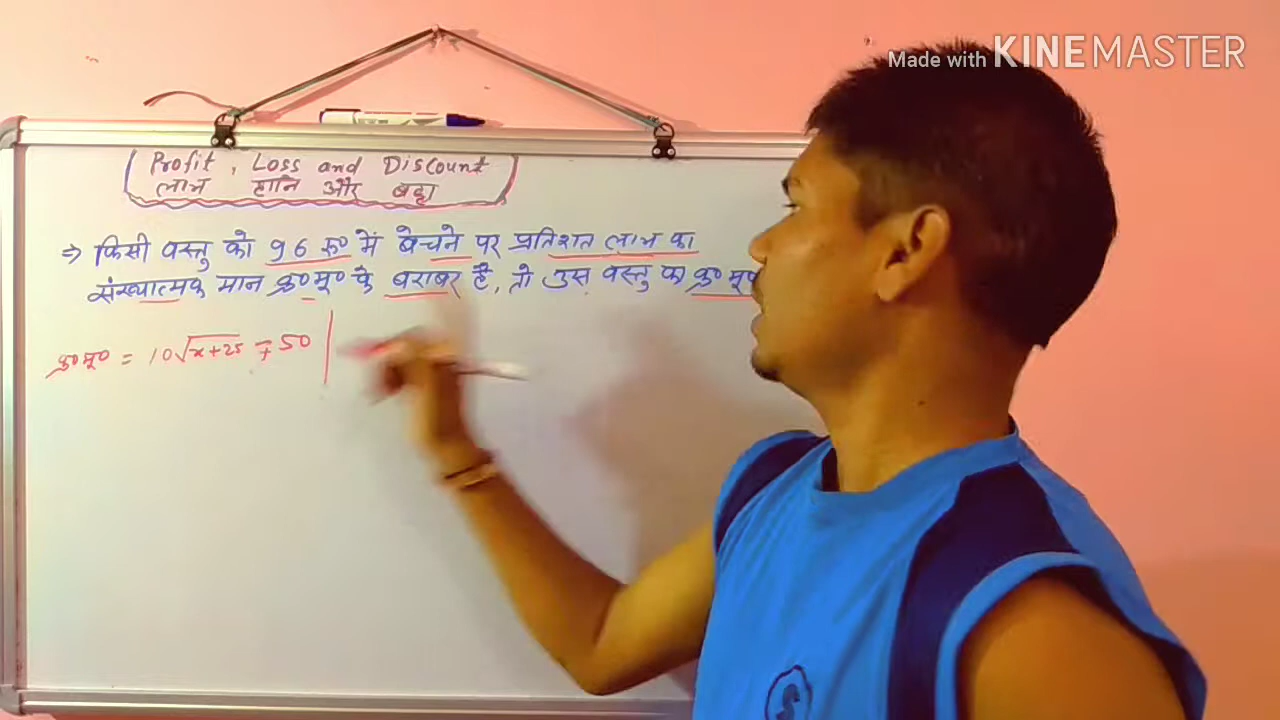 Made with KINEMASTER
Profit, Loss and Discount
लाभ हानि और बट्टा
⇒ किसी वस्तु को 96 रू० में बेचने पर प्रतिशत लाभ का
संख्यात्मक मान क्र०मू० के बराबर है, तो उस वस्तु का क्र० मू०
क्र०मू० = 10√x+25 ∓ 50